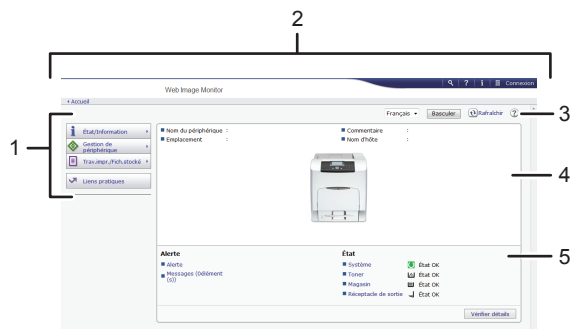 2
? i Connexion
Web Image Monitor
Accueil
Français Basculer Rafraîchir ? 3
1
État/Information
Gestion de
périphérique
Trav.impr./Fich.stocké
Liens pratiques
Nom du périphérique :
Emplacement :
Commentaire :
Nom d'hôte :
4
5
Alerte
Alerte
Messages (0élément
(s))
État
Système État OK
Toner État OK
Magasin État OK
Réceptacle de sortie État OK
Vérifier détails